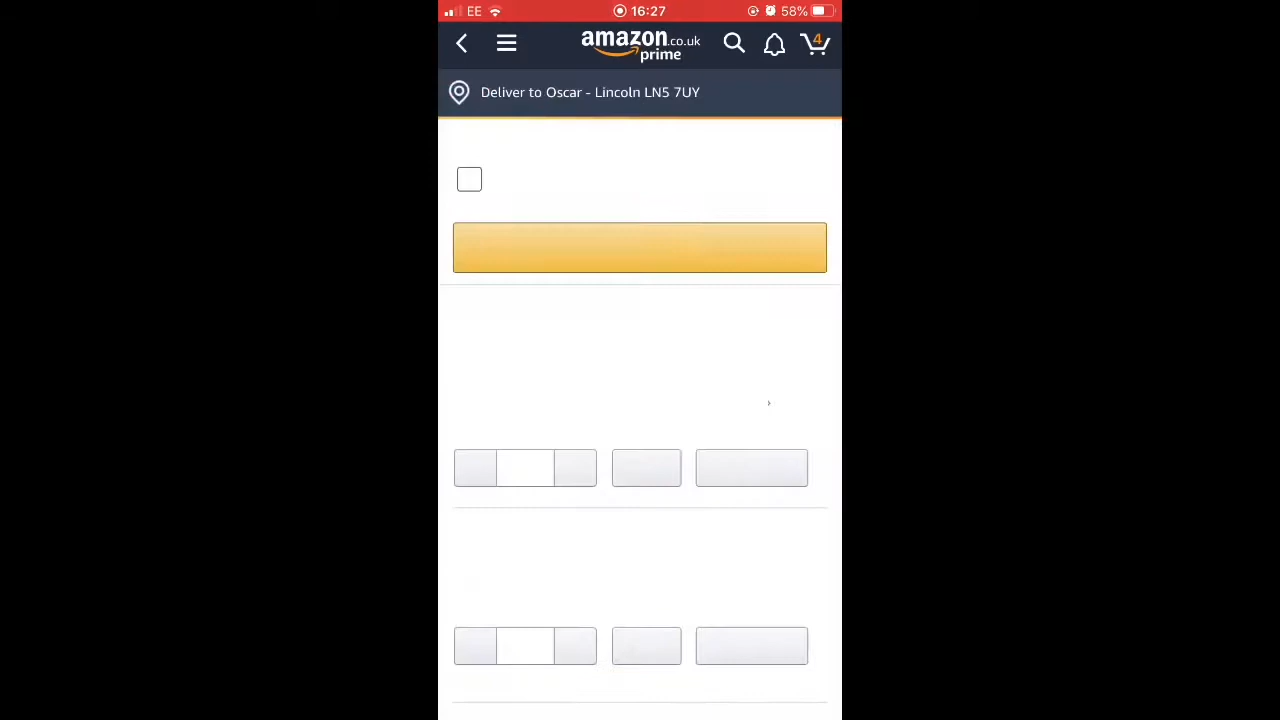 EE 16:27 58%
amazon.co.uk
prime
4
Deliver to Oscar - Lincoln LN5 7UY